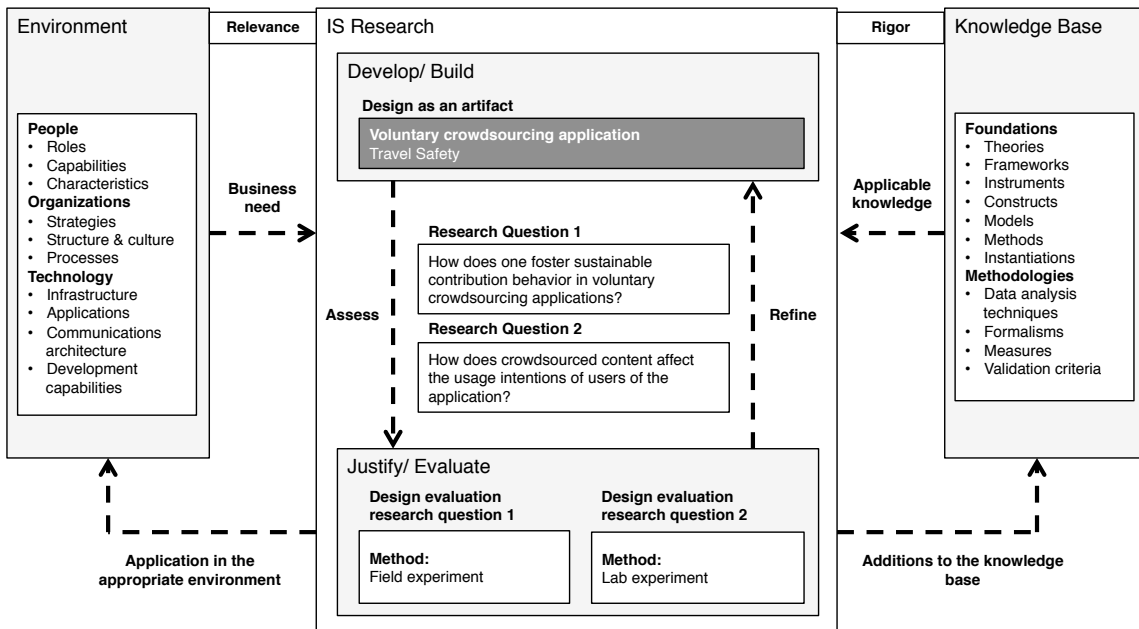 Environment
Relevance
IS Research
Rigor
Knowledge Base
People
• Roles
• Capabilities
• Characteristics
Organizations
• Strategies
• Structure & culture
• Processes
Technology
• Infrastructure
• Applications
• Communications
architecture
• Development
capabilities
Business
need
Develop/ Build
Design as an artifact
Voluntary crowdsourcing application
Travel Safety
Assess
Research Question 1
How does one foster sustainable
contribution behavior in voluntary
crowdsourcing applications?
Research Question 2
How does crowdsourced content affect
the usage intentions of users of the
application?
Refine
Justify/ Evaluate
Design evaluation
research question 1
Method:
Field experiment
Design evaluation
research question 2
Method:
Lab experiment
Applicable
knowledge
Foundations
• Theories
• Frameworks
• Instruments
• Constructs
• Models
• Methods
• Instantiations
Methodologies
• Data analysis
techniques
• Formalisms
• Measures
• Validation criteria
Application in the
appropriate environment
Additions to the knowledge
base